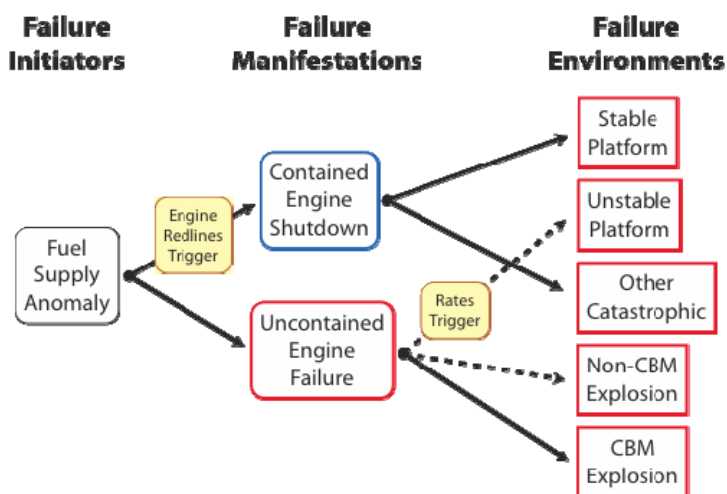 Failure
Initiators
Failure
Manifestations
Failure
Environments
Fuel
Supply
Anomaly
Engine
Redlines
Trigger
Contained
Engine
Shutdown
Uncontained
Engine
Failure
Rates
Trigger
Stable
Platform
Unstable
Platform
Other
Catastrophic
Non-CBM
Explosion
CBM
Explosion